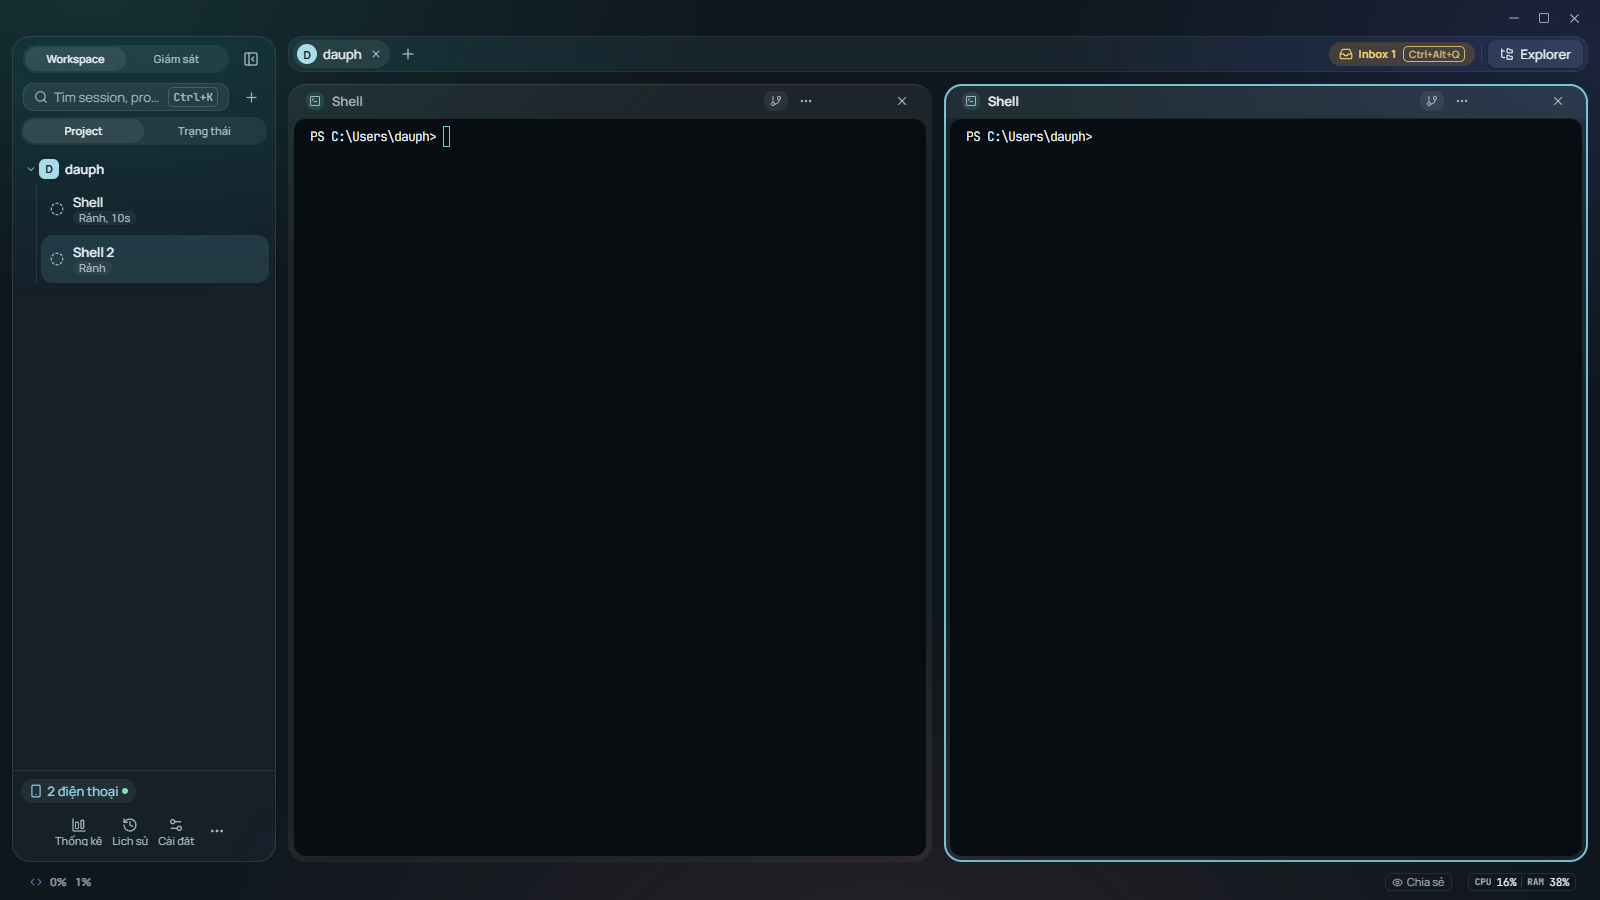 Workspace
Giám sát
Tìm session, pro...
Ctrl+K
Project
Trạng thái
D dauph
Shell
Rảnh, 10s
Shell 2
Rảnh
2 điện thoại
Thống kê
Lịch sử
Cài đặt
0% 1%
D dauph
Inbox 1 Ctrl+Alt+Q
Explorer
Shell
PS C:\Users\dauph>
Shell
PS C:\Users\dauph>
Chia sẻ
CPU 16% RAM 38%